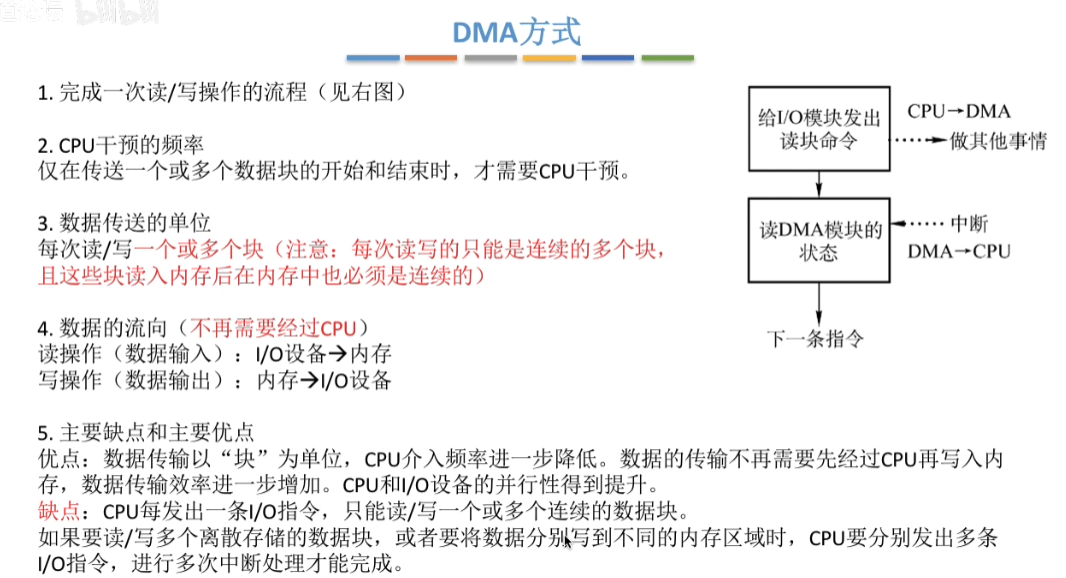 bilibili
DMA方式
1. 完成一次读/写操作的流程（见右图）
2. CPU干预的频率
仅在传送一个或多个数据块的开始和结束时，才需要CPU干预。
3. 数据传送的单位
每次读/写一个或多个块（注意：每次读写的只能是连续的多个块，
且这些块读入内存后在内存中也必须是连续的）
4. 数据的流向（不再需要经过CPU）
读操作（数据输入）：I/O设备→内存
写操作（数据输出）：内存→I/O设备
5. 主要缺点和主要优点
优点：数据传输以“块”为单位，CPU介入频率进一步降低。数据的传输不再需要先经过CPU再写入内
存，数据传输效率进一步增加。CPU和I/O设备的并行性得到提升。
缺点：CPU每发出一条I/O指令，只能读/写一个或多个连续的数据块。
如果要读/写多个离散存储的数据块，或者要将数据分别写到不同的内存区域时，CPU要分别发出多条
I/O指令，进行多次中断处理才能完成。
给I/O模块发出
读块命令
CPU→DMA
做其他事情
读DMA模块的
状态
中断
DMA→CPU
下一条指令